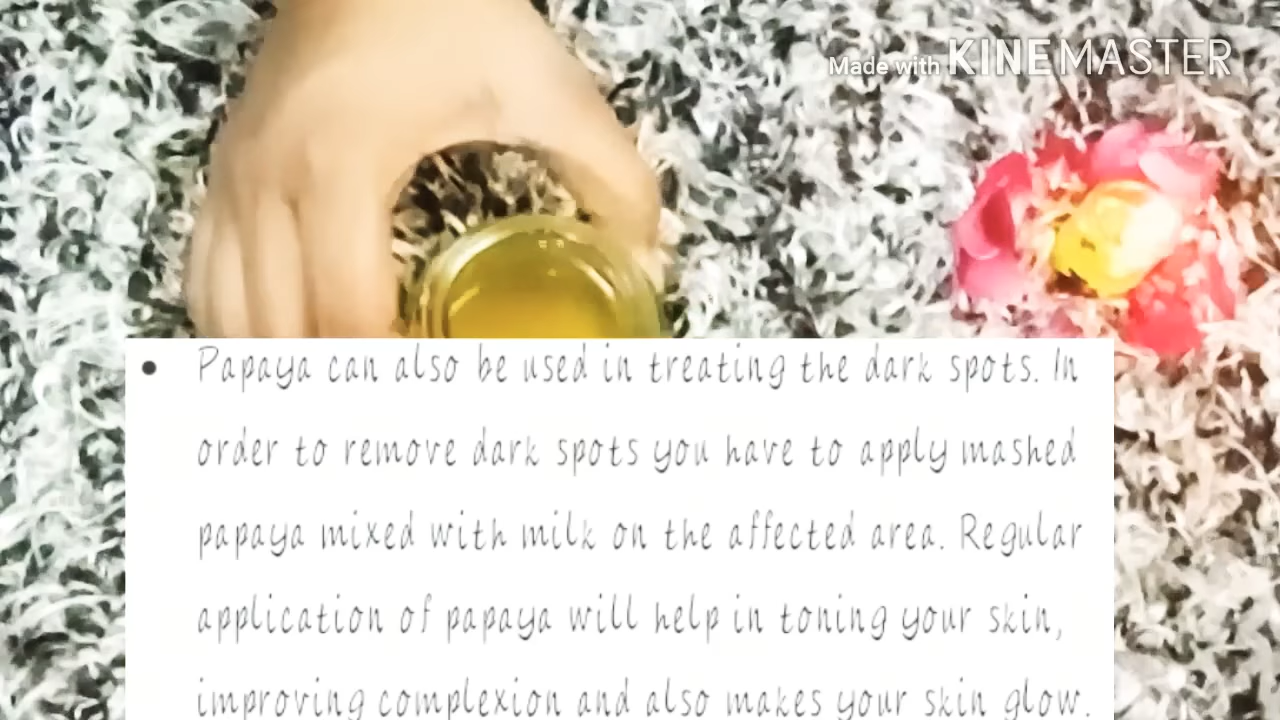 Made with KINEMASTER
• Papaya can also be used in treating the dark spots. In
order to remove dark spots you have to apply mashed
papaya mixed with milk on the affected area. Regular
application of papaya will help in toning your skin,
improving complexion and also makes your skin glow.